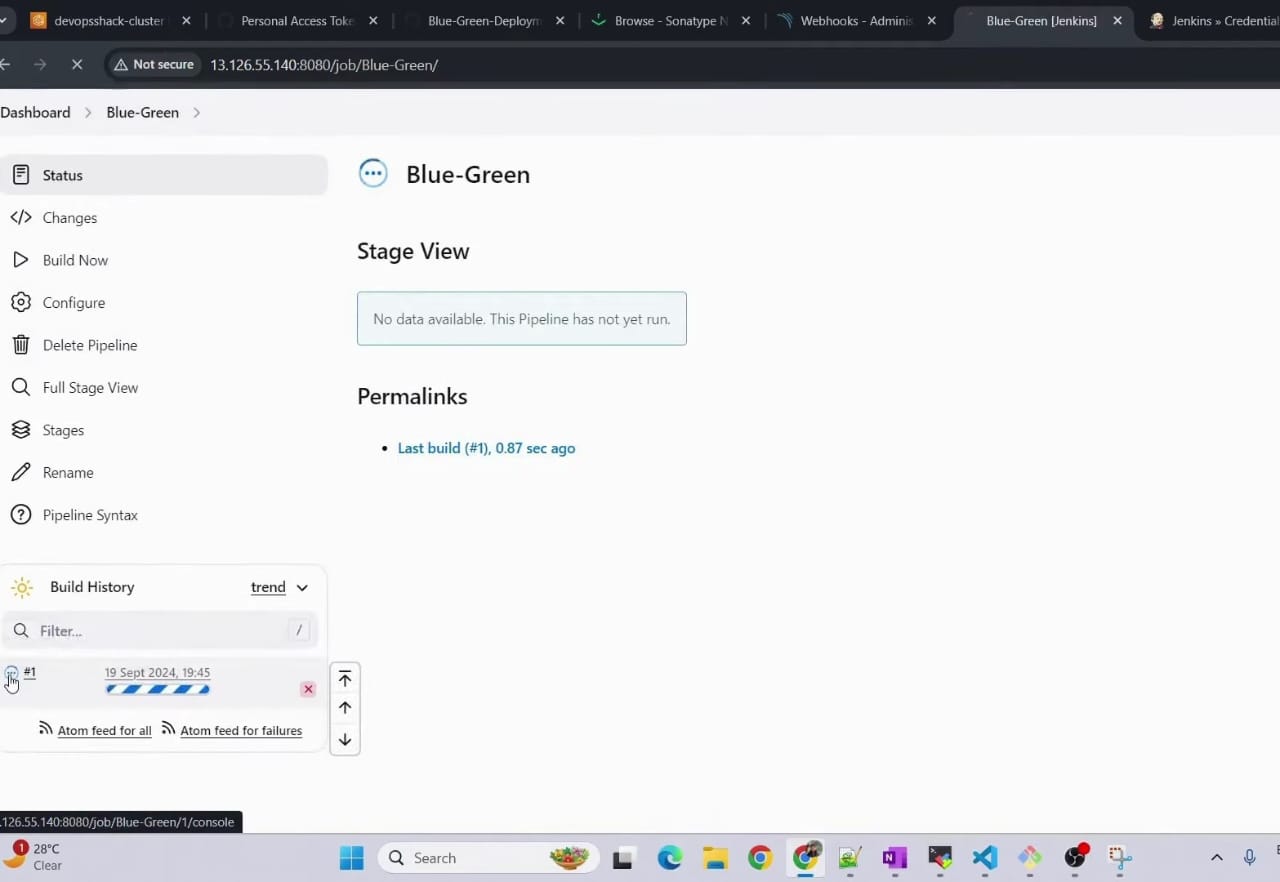 devopsshack-cluster
Personal Access Toke
Blue-Green-Deploym
Browse - Sonatype N
Webhooks - Adminis
Blue-Green [Jenkins]
Jenkins » Credential
Not secure
13.126.55.140:8080/job/Blue-Green/
Dashboard
Blue-Green
Status
Changes
Build Now
Configure
Delete Pipeline
Full Stage View
Stages
Rename
Pipeline Syntax
Blue-Green
Stage View
No data available. This Pipeline has not yet run.
Permalinks
Last build (#1), 0.87 sec ago
Build History
trend
Filter...
/
#1
19 Sept 2024, 19:45
Atom feed for all
Atom feed for failures
.126.55.140:8080/job/Blue-Green/1/console
1
28°C
Clear
Search